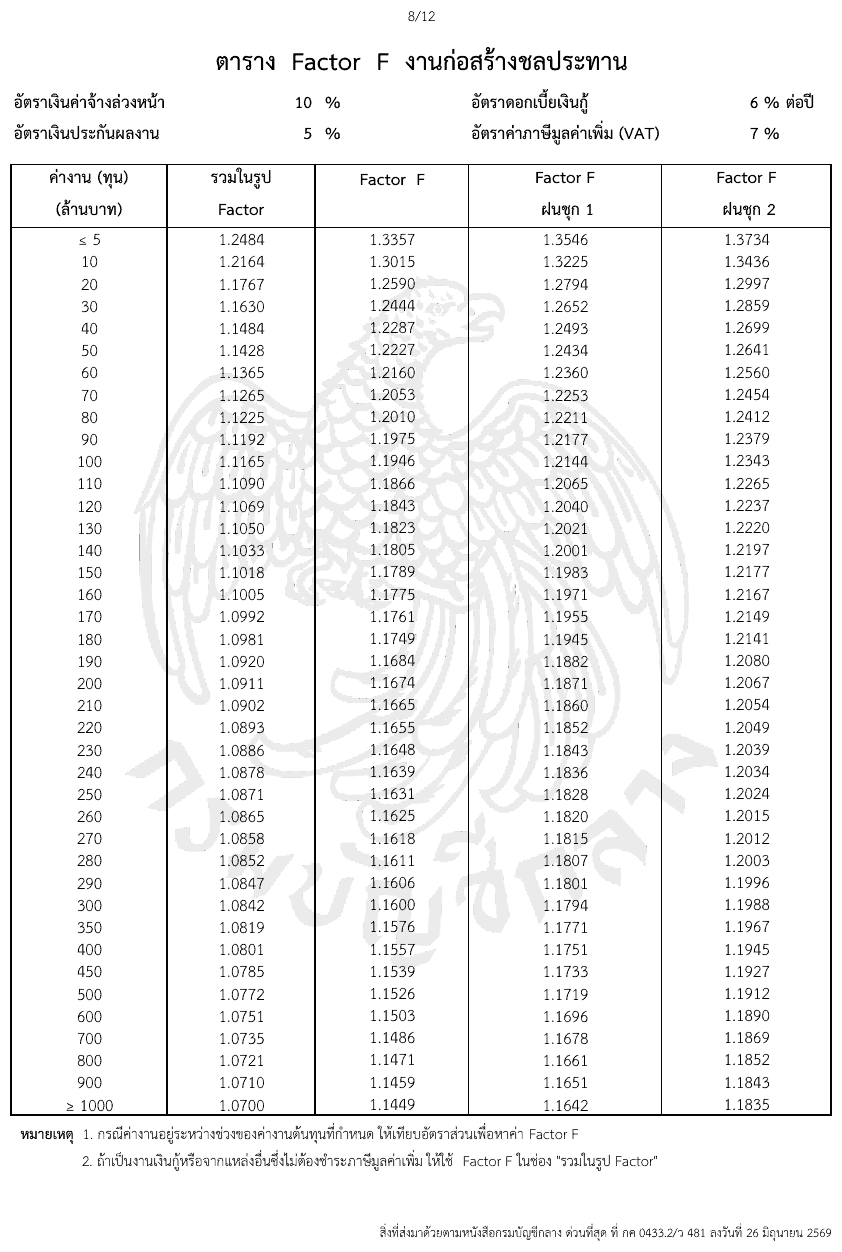 8/12
ตาราง Factor F งานก่อสร้างชลประทาน
อัตราเงินค่าจ้างล่วงหน้า 10 % อัตราดอกเบี้ยเงินกู้ 6 % ต่อปี
อัตราเงินประกันผลงาน 5 % อัตราค่าภาษีมูลค่าเพิ่ม (VAT) 7 %
ค่างาน (ทุน) รวมในรูป Factor F Factor F Factor F
(ล้านบาท) Factor ฝนชุก 1 ฝนชุก 2
≤ 5 1.2484 1.3357 1.3546 1.3734
10 1.2164 1.3015 1.3225 1.3436
20 1.1767 1.2590 1.2794 1.2997
30 1.1630 1.2444 1.2652 1.2859
40 1.1484 1.2287 1.2493 1.2699
50 1.1428 1.2227 1.2434 1.2641
60 1.1365 1.2160 1.2360 1.2560
70 1.1265 1.2053 1.2253 1.2454
80 1.1225 1.2010 1.2211 1.2412
90 1.1192 1.1975 1.2177 1.2379
100 1.1165 1.1946 1.2144 1.2343
110 1.1090 1.1866 1.2065 1.2265
120 1.1069 1.1843 1.2040 1.2237
130 1.1050 1.1823 1.2021 1.2220
140 1.1033 1.1805 1.2001 1.2197
150 1.1018 1.1789 1.1983 1.2177
160 1.1005 1.1775 1.1971 1.2167
170 1.0992 1.1761 1.1955 1.2149
180 1.0981 1.1749 1.1945 1.2141
190 1.0920 1.1684 1.1882 1.2080
200 1.0911 1.1674 1.1871 1.2067
210 1.0902 1.1665 1.1860 1.2054
220 1.0893 1.1655 1.1852 1.2049
230 1.0886 1.1648 1.1843 1.2039
240 1.0878 1.1639 1.1836 1.2034
250 1.0871 1.1631 1.1828 1.2024
260 1.0865 1.1625 1.1820 1.2015
270 1.0858 1.1618 1.1815 1.2012
280 1.0852 1.1611 1.1807 1.2003
290 1.0847 1.1606 1.1801 1.1996
300 1.0842 1.1600 1.1794 1.1988
350 1.0819 1.1576 1.1771 1.1967
400 1.0801 1.1557 1.1751 1.1945
450 1.0785 1.1539 1.1733 1.1927
500 1.0772 1.1526 1.1719 1.1912
600 1.0751 1.1503 1.1696 1.1890
700 1.0735 1.1486 1.1678 1.1869
800 1.0721 1.1471 1.1661 1.1852
900 1.0710 1.1459 1.1651 1.1843
≥ 1000 1.0700 1.1449 1.1642 1.1835
กรมบัญชีกลาง
หมายเหตุ 1. กรณีค่างานอยู่ระหว่างช่วงของค่างานต้นทุนที่กำหนด ให้เทียบอัตราส่วนเพื่อหาค่า Factor F
2. ถ้าเป็นงานเงินกู้หรือจากแหล่งอื่นซึ่งไม่ต้องชำระภาษีมูลค่าเพิ่ม ให้ใช้ Factor F ในช่อง "รวมในรูป Factor"
สิ่งที่ส่งมาด้วยตามหนังสือกรมบัญชีกลาง ด่วนที่สุด ที่ กค 0433.2/ว 481 ลงวันที่ 26 มิถุนายน 2569